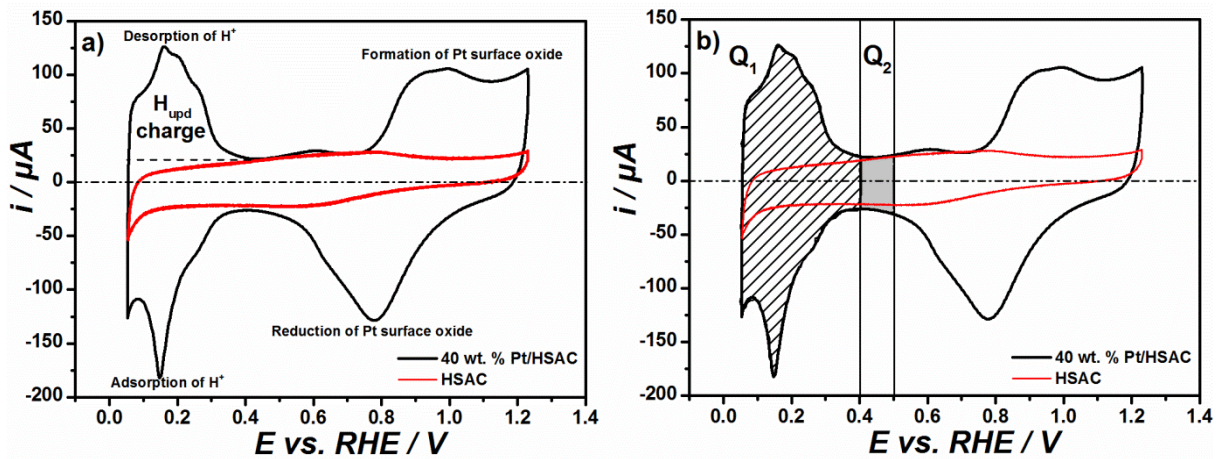 a)
Desorption of H⁺
Formation of Pt surface oxide
H_upd
charge
Reduction of Pt surface oxide
Adsorption of H⁺
40 wt. % Pt/HSAC
HSAC
150
100
50
0
-50
-100
-150
-200
i / µA
0.0 0.2 0.4 0.6 0.8 1.0 1.2 1.4
E vs. RHE / V
b)
Q₁
Q₂
40 wt. % Pt/HSAC
HSAC
150
100
50
0
-50
-100
-150
-200
i / µA
0.0 0.2 0.4 0.6 0.8 1.0 1.2 1.4
E vs. RHE / V